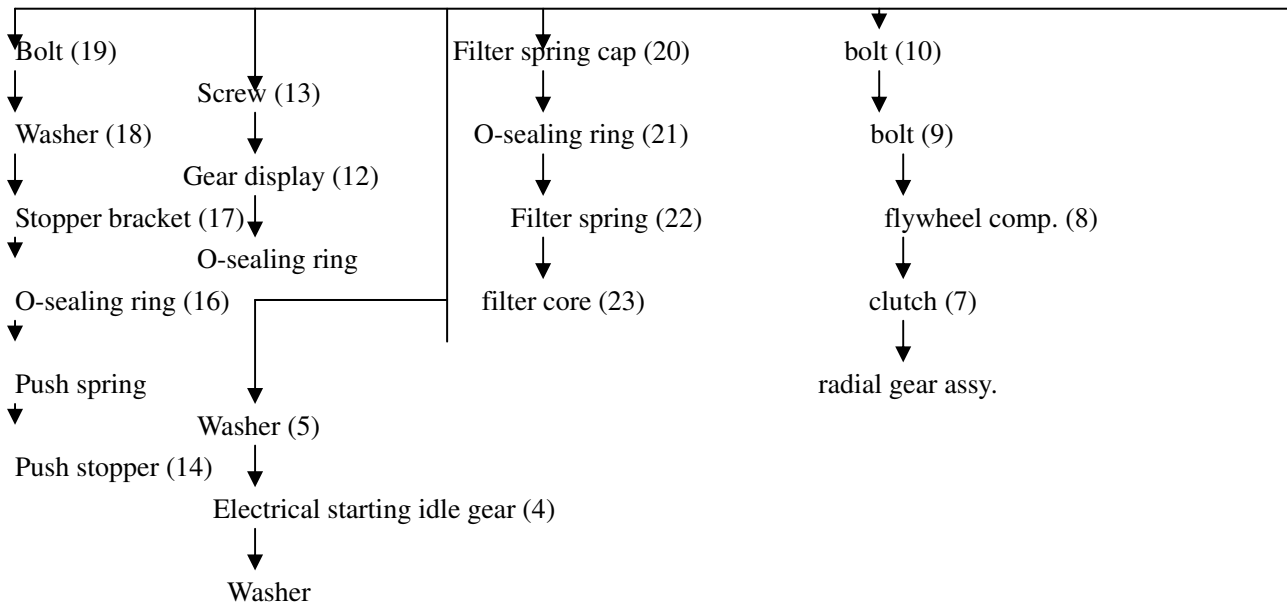 Bolt (19)
Washer (18)
Stopper bracket (17)
O-sealing ring (16)
Push spring
Push stopper (14)
Screw (13)
Gear display (12)
O-sealing ring
Washer (5)
Electrical starting idle gear (4)
Washer
Filter spring cap (20)
O-sealing ring (21)
Filter spring (22)
filter core (23)
bolt (10)
bolt (9)
flywheel comp. (8)
clutch (7)
radial gear assy.